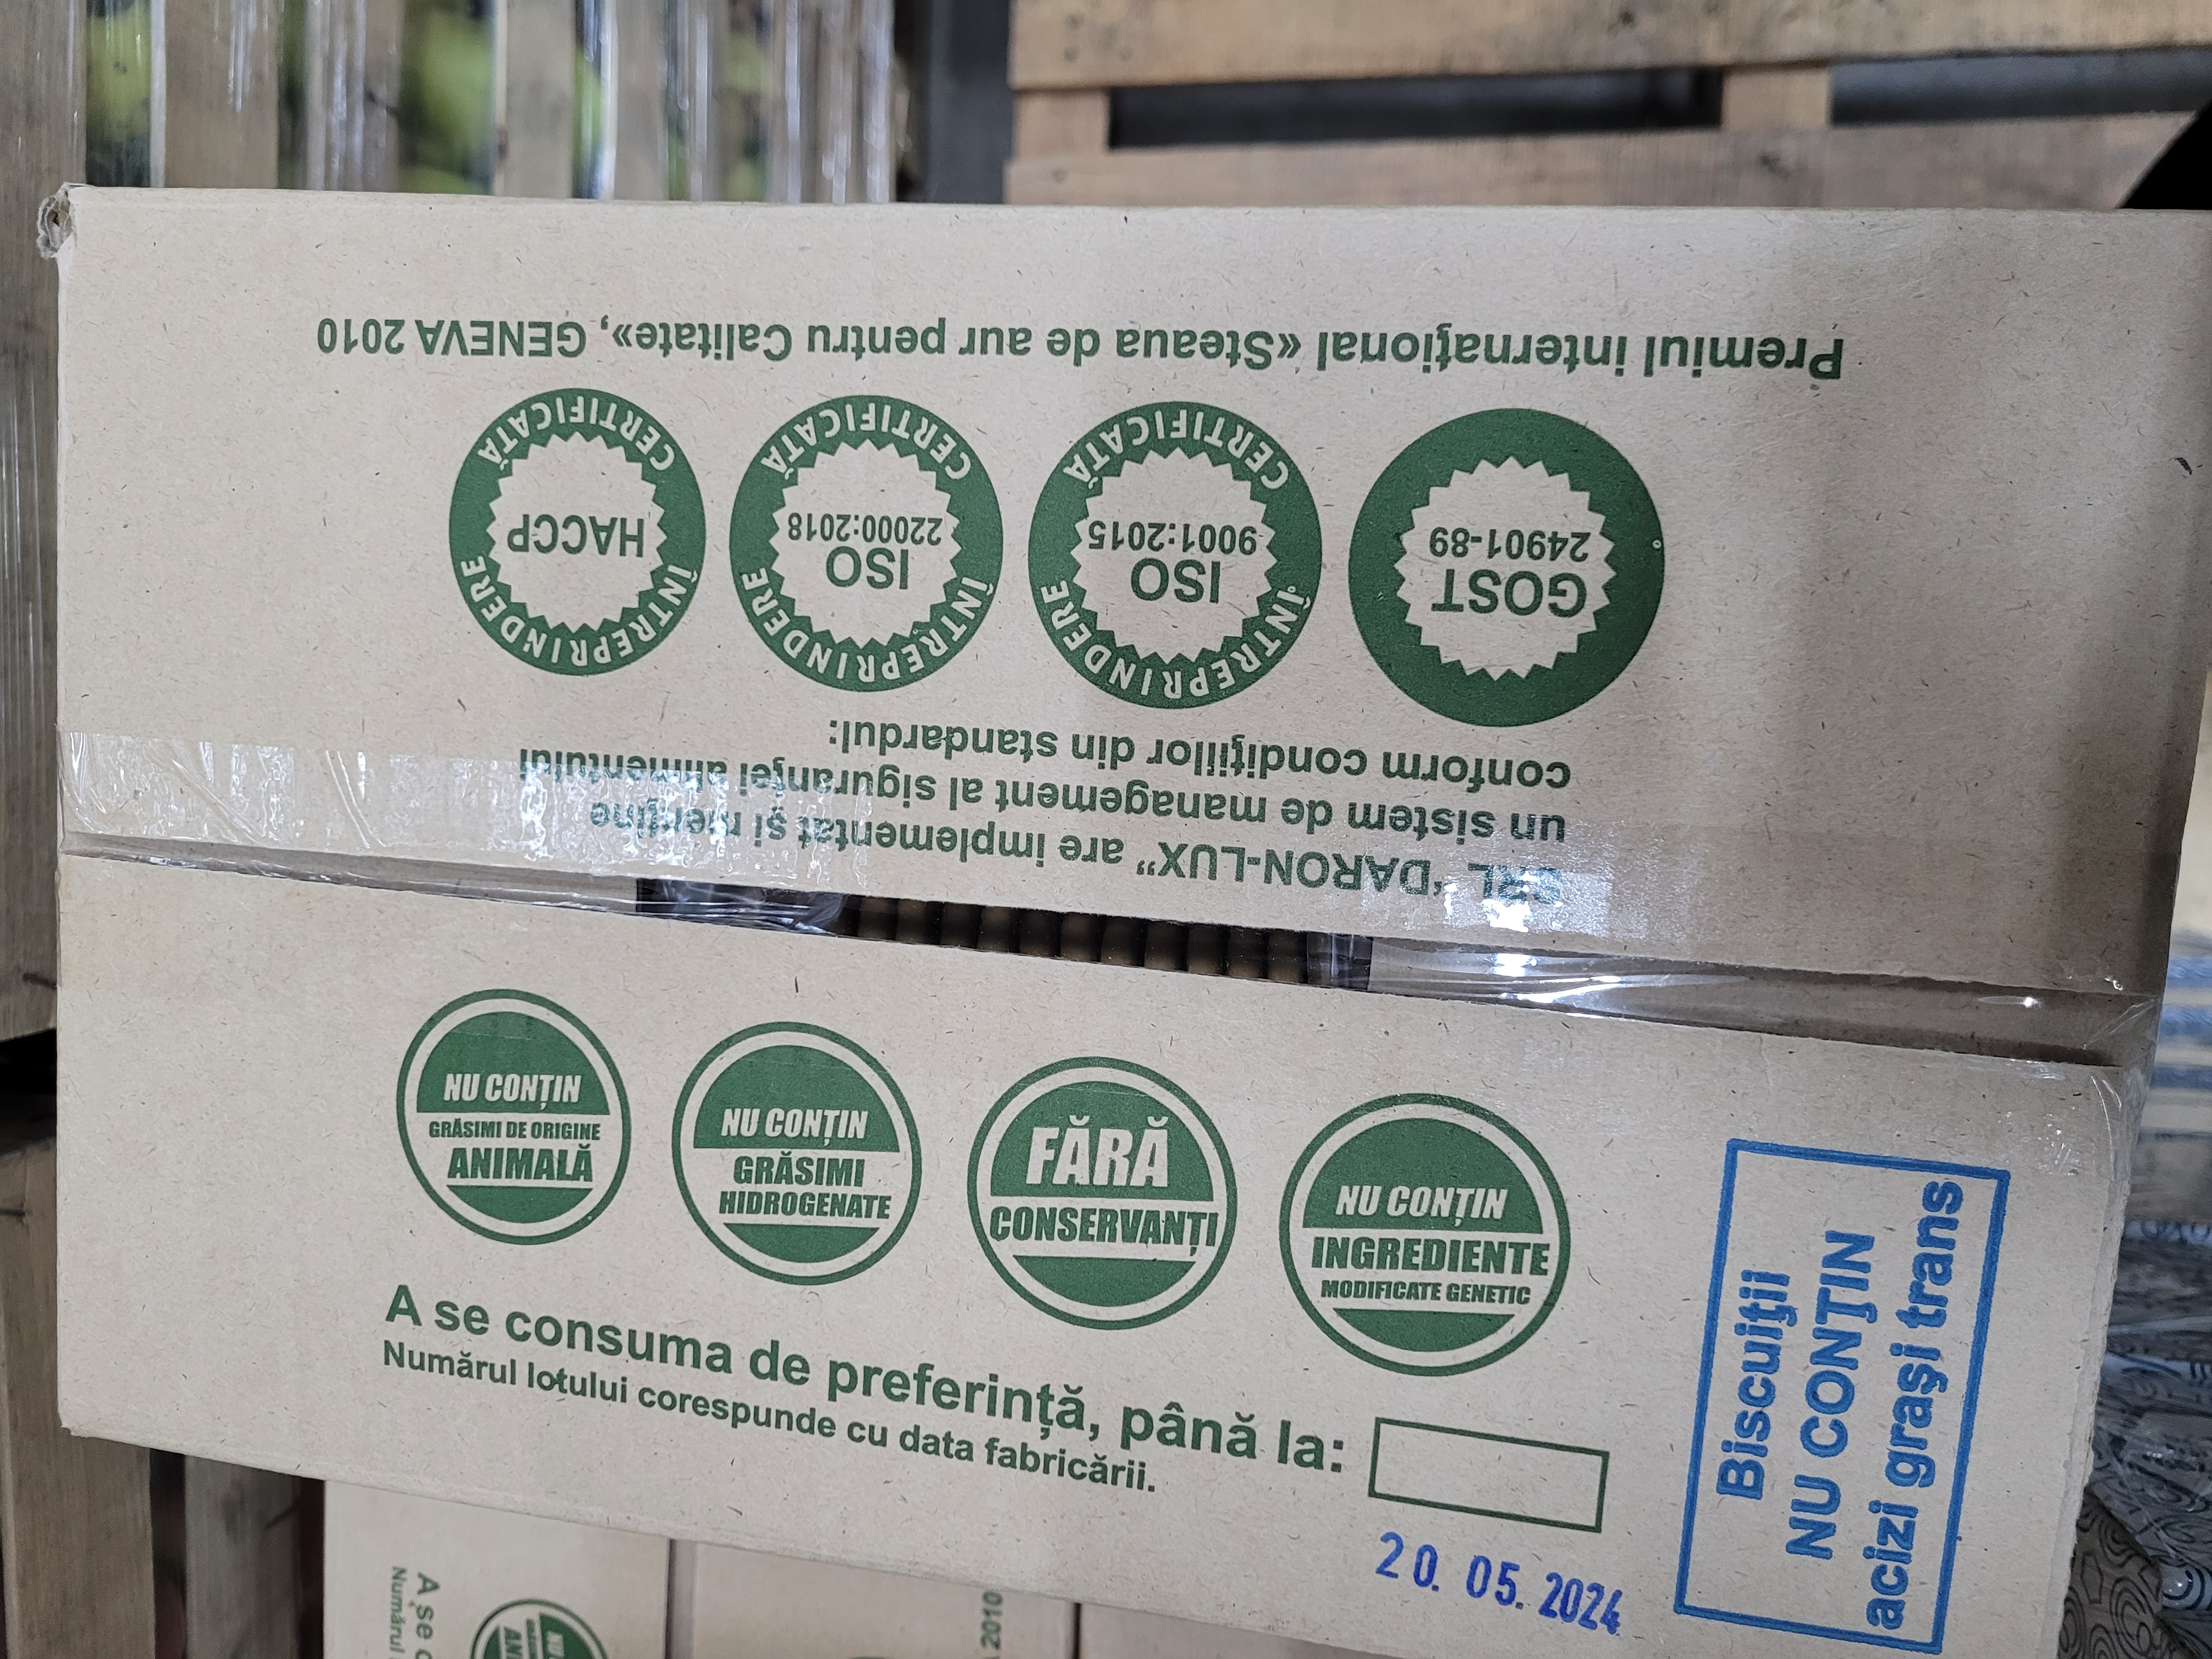 SRL "DARON-LUX" are implementat și menține
un sistem de management al siguranței alimentului
conform condițiilor din standardul:
GOST
24901-89
ÎNTREPRINDERE
ISO
9001:2015
CERTIFICATĂ
ÎNTREPRINDERE
ISO
22000:2018
CERTIFICATĂ
ÎNTREPRINDERE
HACCP
CERTIFICATĂ
Premiul internațional «Steaua de aur pentru Calitate», GENEVA 2010
NU CONȚIN
GRĂSIMI DE ORIGINE
ANIMALĂ
NU CONȚIN
GRĂSIMI
HIDROGENATE
FĂRĂ
CONSERVANȚI
NU CONȚIN
INGREDIENTE
MODIFICATE GENETIC
A se consuma de preferință, până la:
Numărul lotului corespunde cu data fabricării.
20. 05. 2024
Biscuiții
NU CONȚIN
acizi grași trans
A se
Numărul
2010